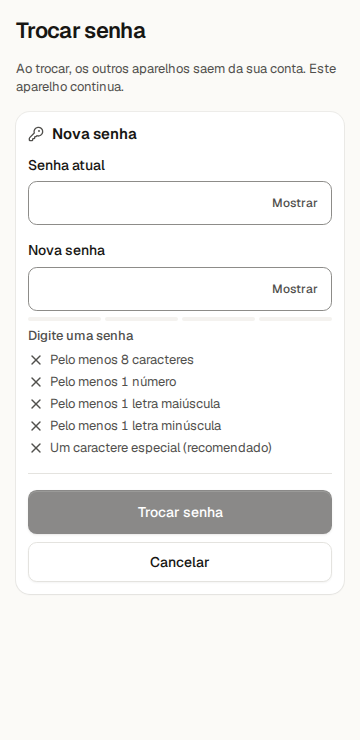 Trocar senha
Ao trocar, os outros aparelhos saem da sua conta. Este
aparelho continua.
Nova senha
Senha atual
Mostrar
Nova senha
Mostrar
Digite uma senha
Pelo menos 8 caracteres
Pelo menos 1 número
Pelo menos 1 letra maiúscula
Pelo menos 1 letra minúscula
Um caractere especial (recomendado)
Trocar senha
Cancelar